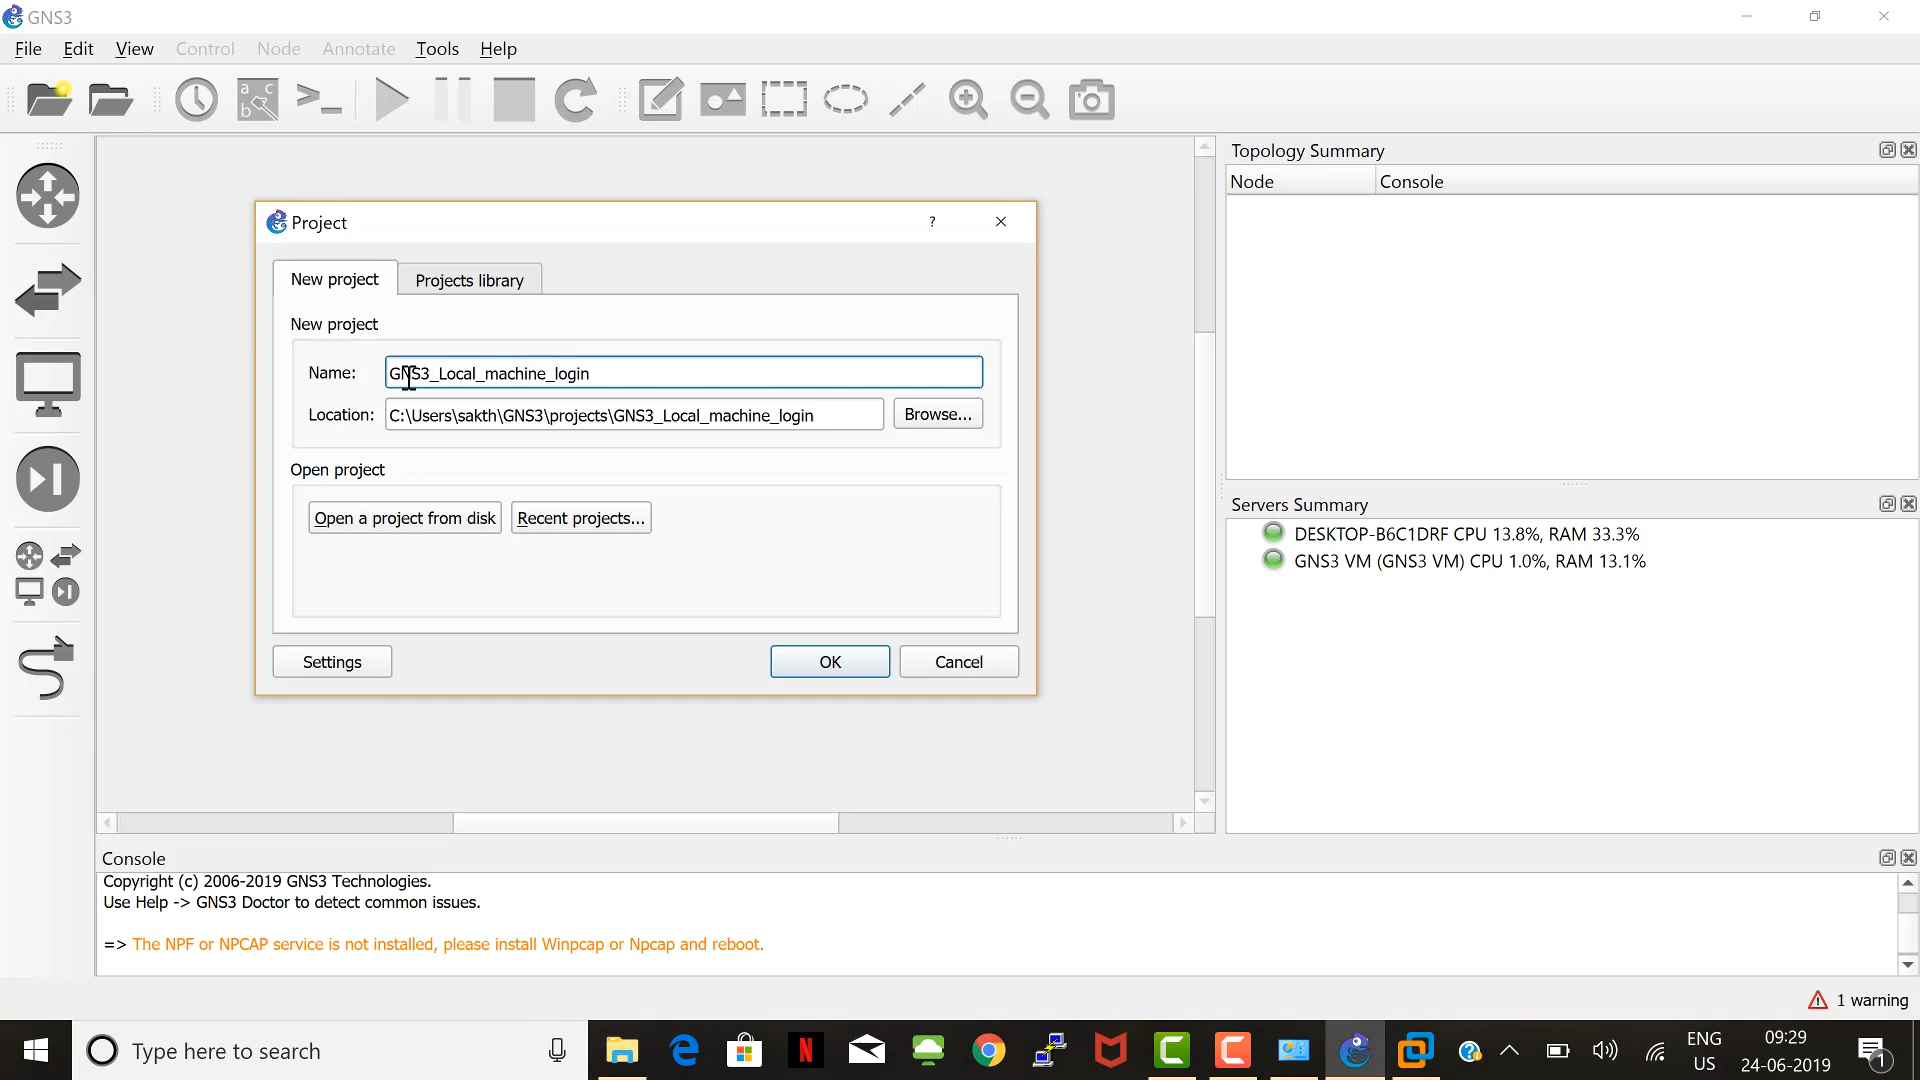 GNS3
File Edit View Control Node Annotate Tools Help
a c
b
>_
Topology Summary
Node Console
Project
?
New project Projects library
New project
Name: GNS3_Local_machine_login
Location: C:\Users\sakth\GNS3\projects\GNS3_Local_machine_login Browse...
Open project
Open a project from disk Recent projects...
Settings OK Cancel
Servers Summary
DESKTOP-B6C1DRF CPU 13.8%, RAM 33.3%
GNS3 VM (GNS3 VM) CPU 1.0%, RAM 13.1%
Console
Copyright (c) 2006-2019 GNS3 Technologies.
Use Help -> GNS3 Doctor to detect common issues.
=> The NPF or NPCAP service is not installed, please install Winpcap or Npcap and reboot.
1 warning
Type here to search
ENG
US
09:29
24-06-2019
1